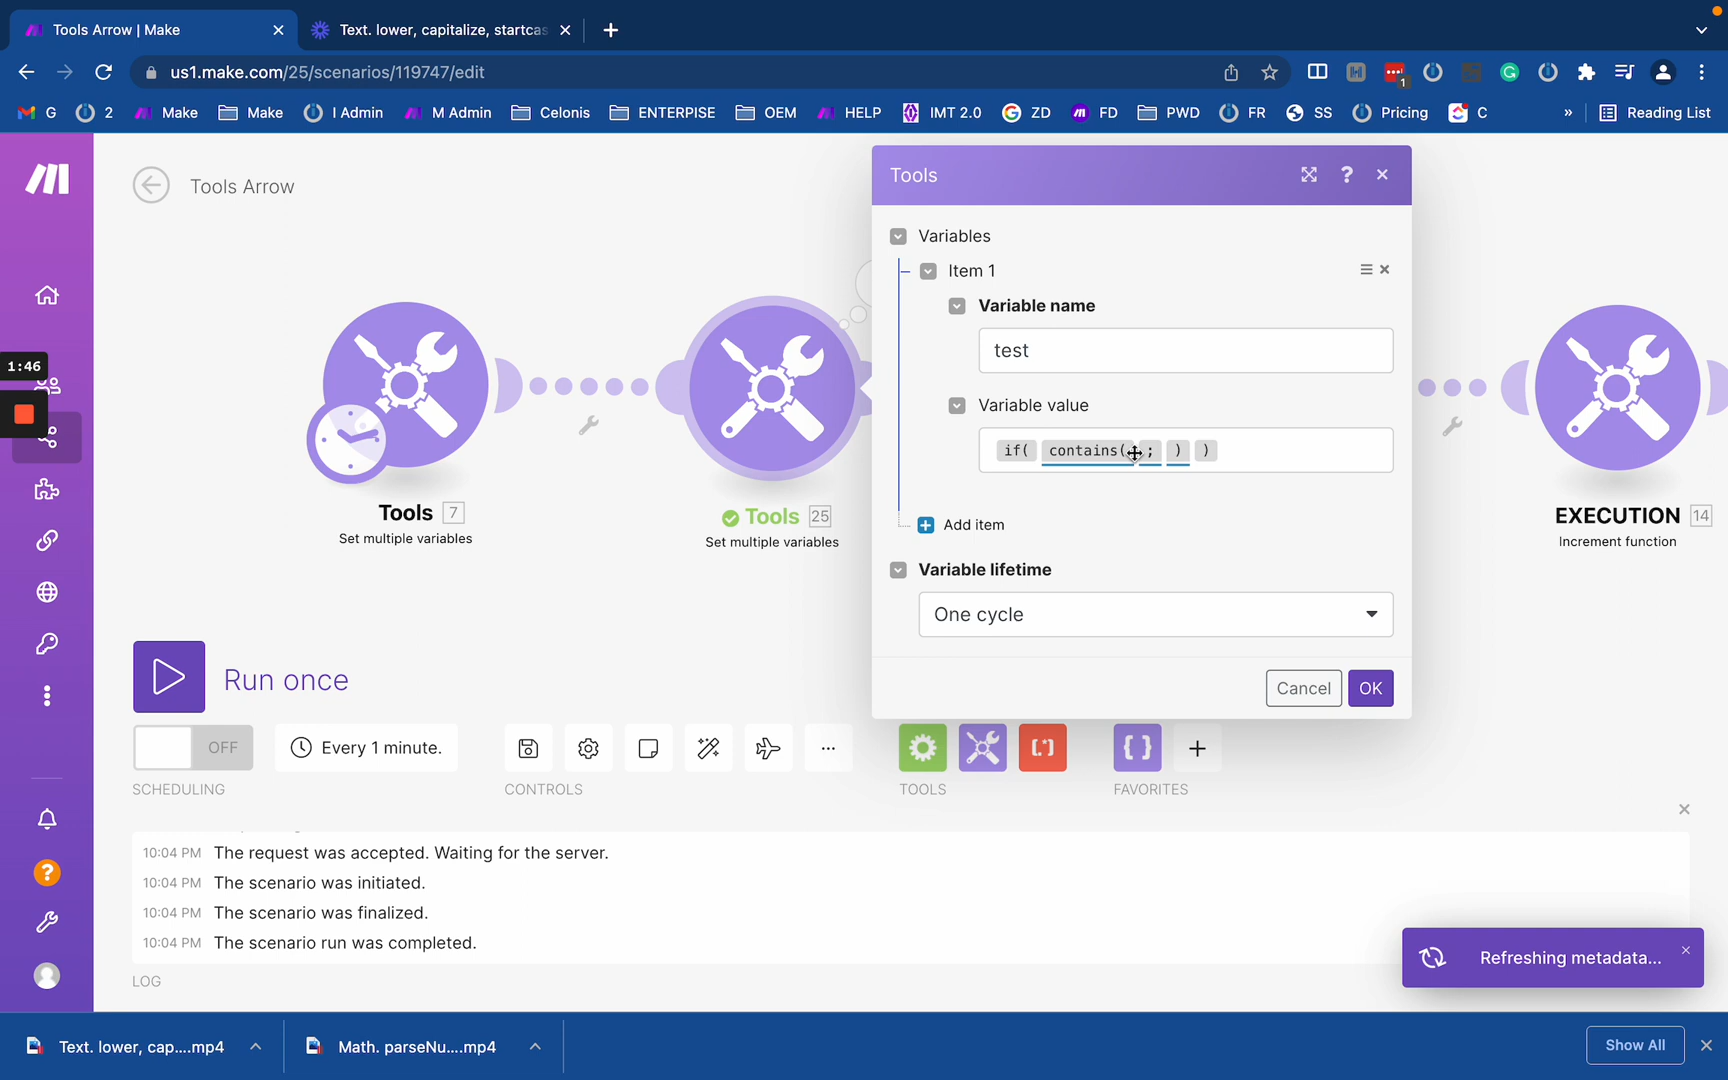 Tools Arrow | Make
Text. lower, capitalize, startcas
us1.make.com/25/scenarios/119747/edit
1
G
2
Make
Make
I Admin
M Admin
Celonis
ENTERPISE
OEM
HELP
IMT 2.0
ZD
FD
PWD
FR
SS
Pricing
C
»
Reading List
Tools Arrow
Tools
?
Variables
Item 1
Variable name
test
Variable value
if( contains( ; ) )
Add item
Variable lifetime
One cycle
Cancel
OK
1:46
Tools 7
Set multiple variables
Tools 25
Set multiple variables
EXECUTION 14
Increment function
Run once
OFF
Every 1 minute.
SCHEDULING
CONTROLS
TOOLS
FAVORITES
10:04 PM The request was accepted. Waiting for the server.
10:04 PM The scenario was initiated.
10:04 PM The scenario was finalized.
10:04 PM The scenario run was completed.
LOG
Refreshing metadata...
Text. lower, cap....mp4
Math. parseNu....mp4
Show All